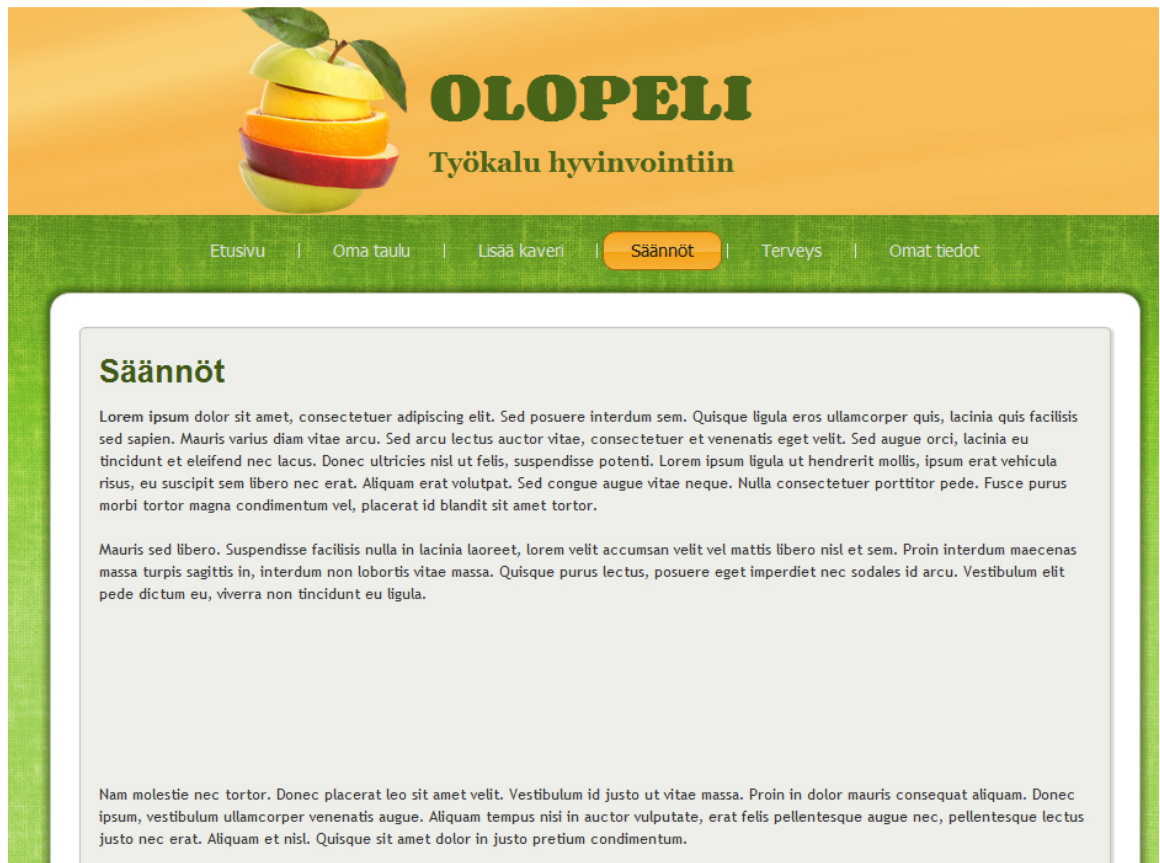 OLOPELI
Työkalu hyvinvointiin
Etusivu | Oma taulu | Lisää kaveri | Säännöt | Terveys | Omat tiedot
Säännöt
Lorem ipsum dolor sit amet, consectetuer adipiscing elit. Sed posuere interdum sem. Quisque ligula eros ullamcorper quis, lacinia quis facilisis
sed sapien. Mauris varius diam vitae arcu. Sed arcu lectus auctor vitae, consectetuer et venenatis eget velit. Sed augue orci, lacinia eu
tincidunt et eleifend nec lacus. Donec ultricies nisl ut felis, suspendisse potenti. Lorem ipsum ligula ut hendrerit mollis, ipsum erat vehicula
risus, eu suscipit sem libero nec erat. Aliquam erat volutpat. Sed congue augue vitae neque. Nulla consectetuer porttitor pede. Fusce purus
morbi tortor magna condimentum vel, placerat id blandit sit amet tortor.
Mauris sed libero. Suspendisse facilisis nulla in lacinia laoreet, lorem velit accumsan velit vel mattis libero nisl et sem. Proin interdum maecenas
massa turpis sagittis in, interdum non lobortis vitae massa. Quisque purus lectus, posuere eget imperdiet nec sodales id arcu. Vestibulum elit
pede dictum eu, viverra non tincidunt eu ligula.
Nam molestie nec tortor. Donec placerat leo sit amet velit. Vestibulum id justo ut vitae massa. Proin in dolor mauris consequat aliquam. Donec
ipsum, vestibulum ullamcorper venenatis augue. Aliquam tempus nisi in auctor vulputate, erat felis pellentesque augue nec, pellentesque lectus
justo nec erat. Aliquam et nisl. Quisque sit amet dolor in justo pretium condimentum.